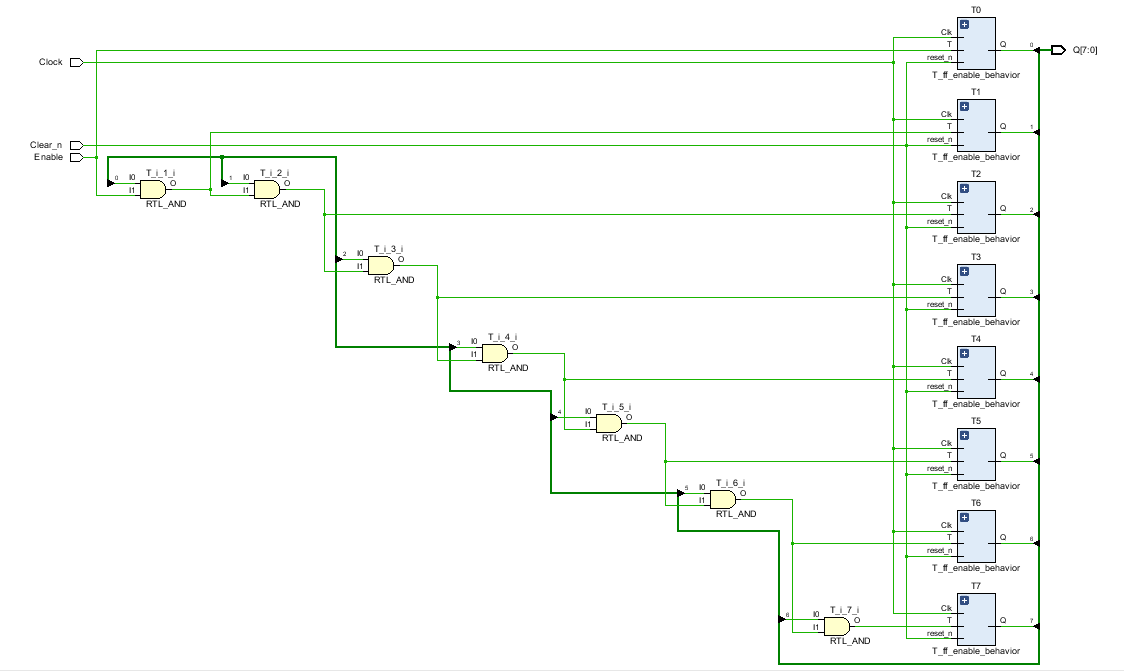 T0
Clk
T
reset_n
Q
0
T_ff_enable_behavior
Q[7:0]
Clock
T1
Clk
T
reset_n
Q
1
T_ff_enable_behavior
Clear_n
Enable
T_i_1_i
0
I0
I1
O
RTL_AND
T_i_2_i
1
I0
I1
O
RTL_AND
T2
Clk
T
reset_n
Q
2
T_ff_enable_behavior
T_i_3_i
2
I0
I1
O
RTL_AND
T3
Clk
T
reset_n
Q
3
T_ff_enable_behavior
T_i_4_i
3
I0
I1
O
RTL_AND
T4
Clk
T
reset_n
Q
4
T_ff_enable_behavior
T_i_5_i
4
I0
I1
O
RTL_AND
T5
Clk
T
reset_n
Q
5
T_ff_enable_behavior
T_i_6_i
5
I0
I1
O
RTL_AND
T6
Clk
T
reset_n
Q
6
T_ff_enable_behavior
T_i_7_i
6
I0
I1
O
RTL_AND
T7
Clk
T
reset_n
Q
7
T_ff_enable_behavior